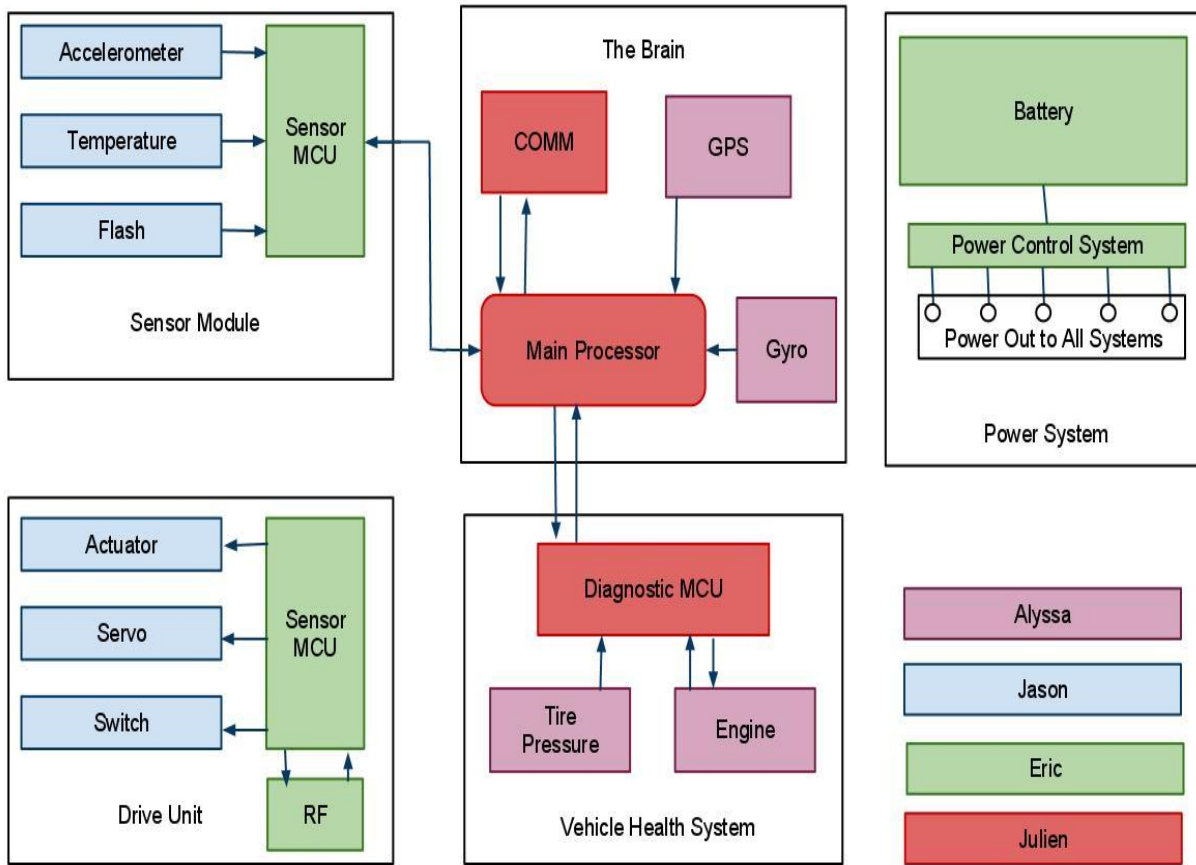 Accelerometer
Temperature
Flash
Sensor
MCU
Sensor Module
The Brain
COMM
GPS
Main Processor
Gyro
Battery
Power Control System
Power Out to All Systems
Power System
Actuator
Servo
Switch
Sensor
MCU
RF
Drive Unit
Diagnostic MCU
Tire
Pressure
Engine
Vehicle Health System
Alyssa
Jason
Eric
Julien